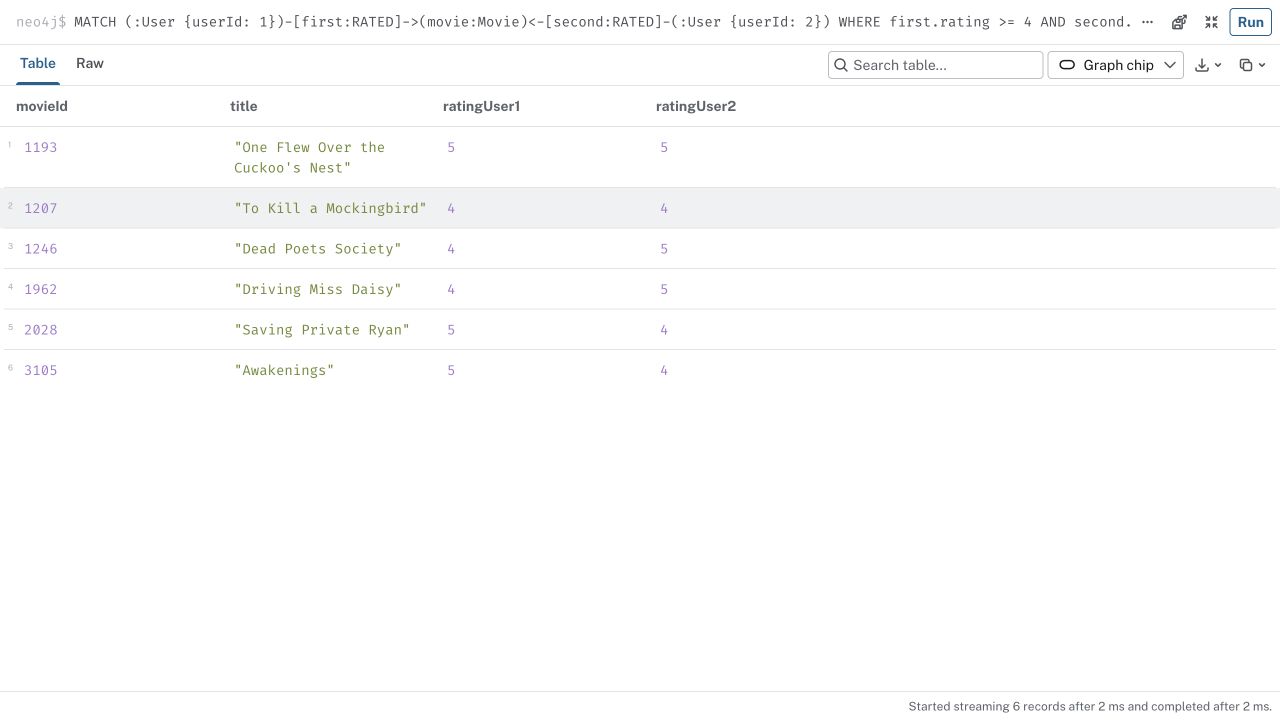 neo4j$ MATCH (:User {userId: 1})-[first:RATED]->(movie:Movie)<-[second:RATED]-(:User {userId: 2}) WHERE first.rating >= 4 AND second. ... Run
Table Raw Search table... Graph chip
movieId title ratingUser1 ratingUser2
1 1193 "One Flew Over the 5 5
Cuckoo's Nest"
2 1207 "To Kill a Mockingbird" 4 4
3 1246 "Dead Poets Society" 4 5
4 1962 "Driving Miss Daisy" 4 5
5 2028 "Saving Private Ryan" 5 4
6 3105 "Awakenings" 5 4
Started streaming 6 records after 2 ms and completed after 2 ms.